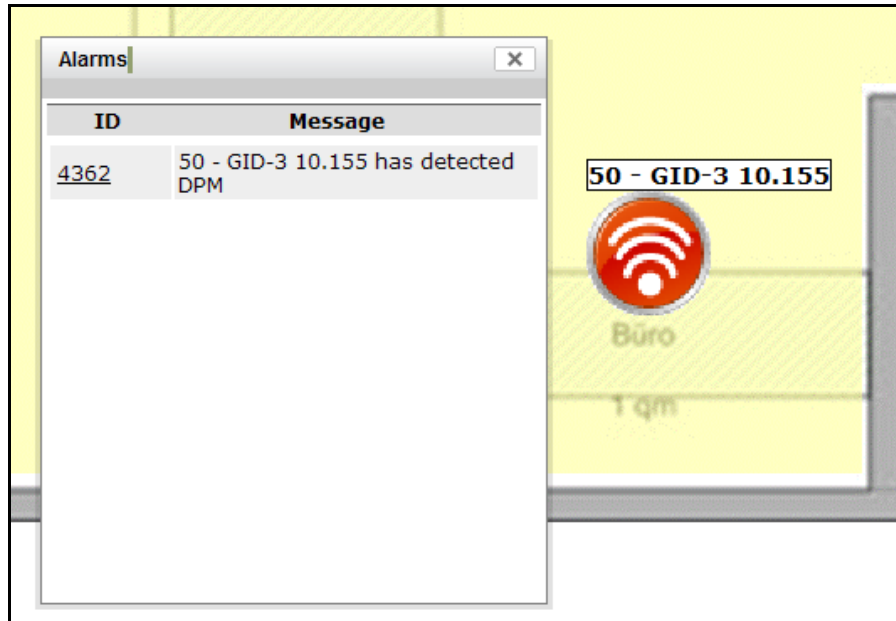 Alarms
ID Message
4362 50 - GID-3 10.155 has detected
DPM
50 - GID-3 10.155
Büro
1 qm